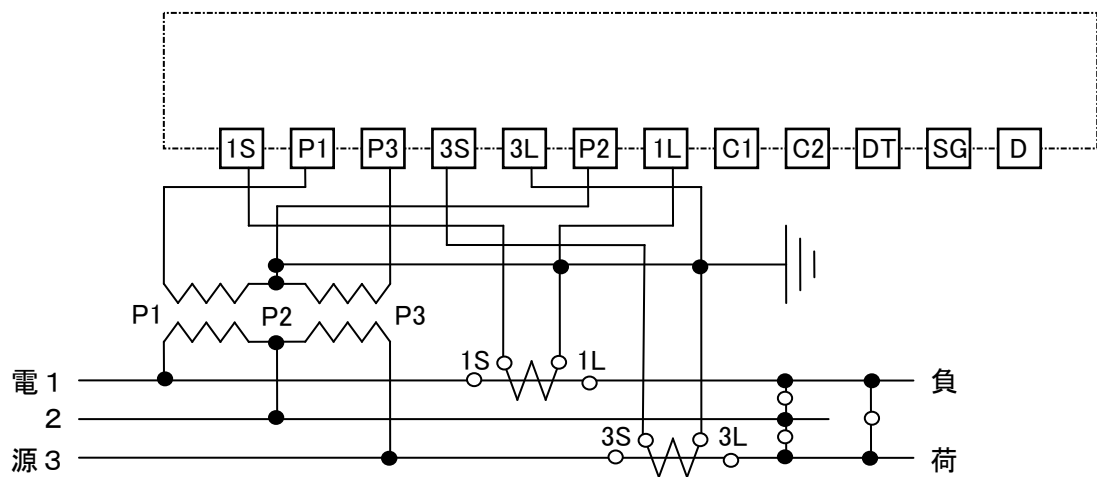 1S P1 P3 3S 3L P2 1L C1 C2 DT SG D
P1 P2 P3
1S 1L
電 1 負
2
3S 3L
源 3 荷